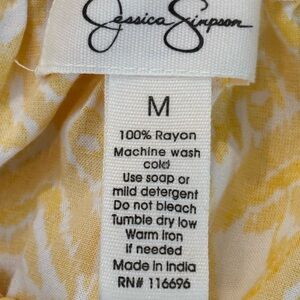 Jessica Simpson
M
100% Rayon
Machine wash
cold
Use soap or
mild detergent
Do not bleach
Tumble dry low
Warm iron
if needed
Made in India
RN# 116696